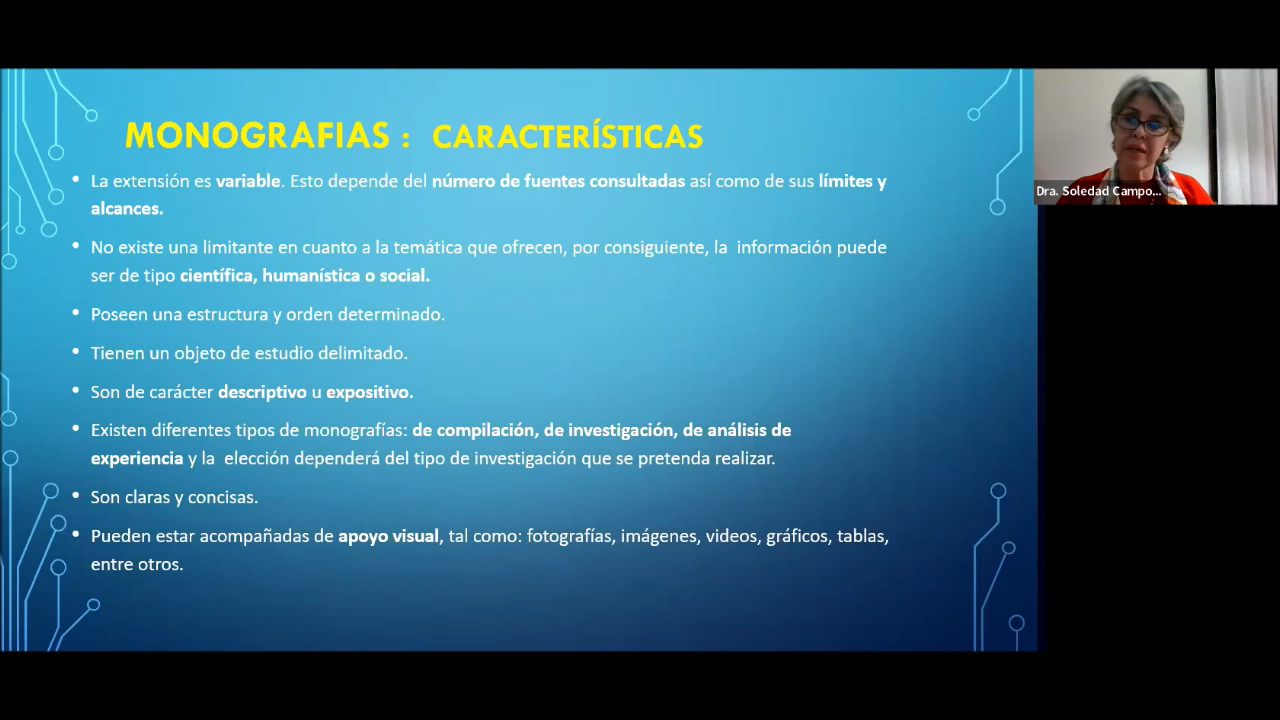 MONOGRAFIAS : CARACTERÍSTICAS
• La extensión es variable. Esto depende del número de fuentes consultadas así como de sus límites y
alcances.
• No existe una limitante en cuanto a la temática que ofrecen, por consiguiente, la información puede
ser de tipo científica, humanística o social.
• Poseen una estructura y orden determinado.
• Tienen un objeto de estudio delimitado.
• Son de carácter descriptivo u expositivo.
• Existen diferentes tipos de monografías: de compilación, de investigación, de análisis de
experiencia y la elección dependerá del tipo de investigación que se pretenda realizar.
• Son claras y concisas.
• Pueden estar acompañadas de apoyo visual, tal como: fotografías, imágenes, videos, gráficos, tablas,
entre otros.
Dra. Soledad Campo...